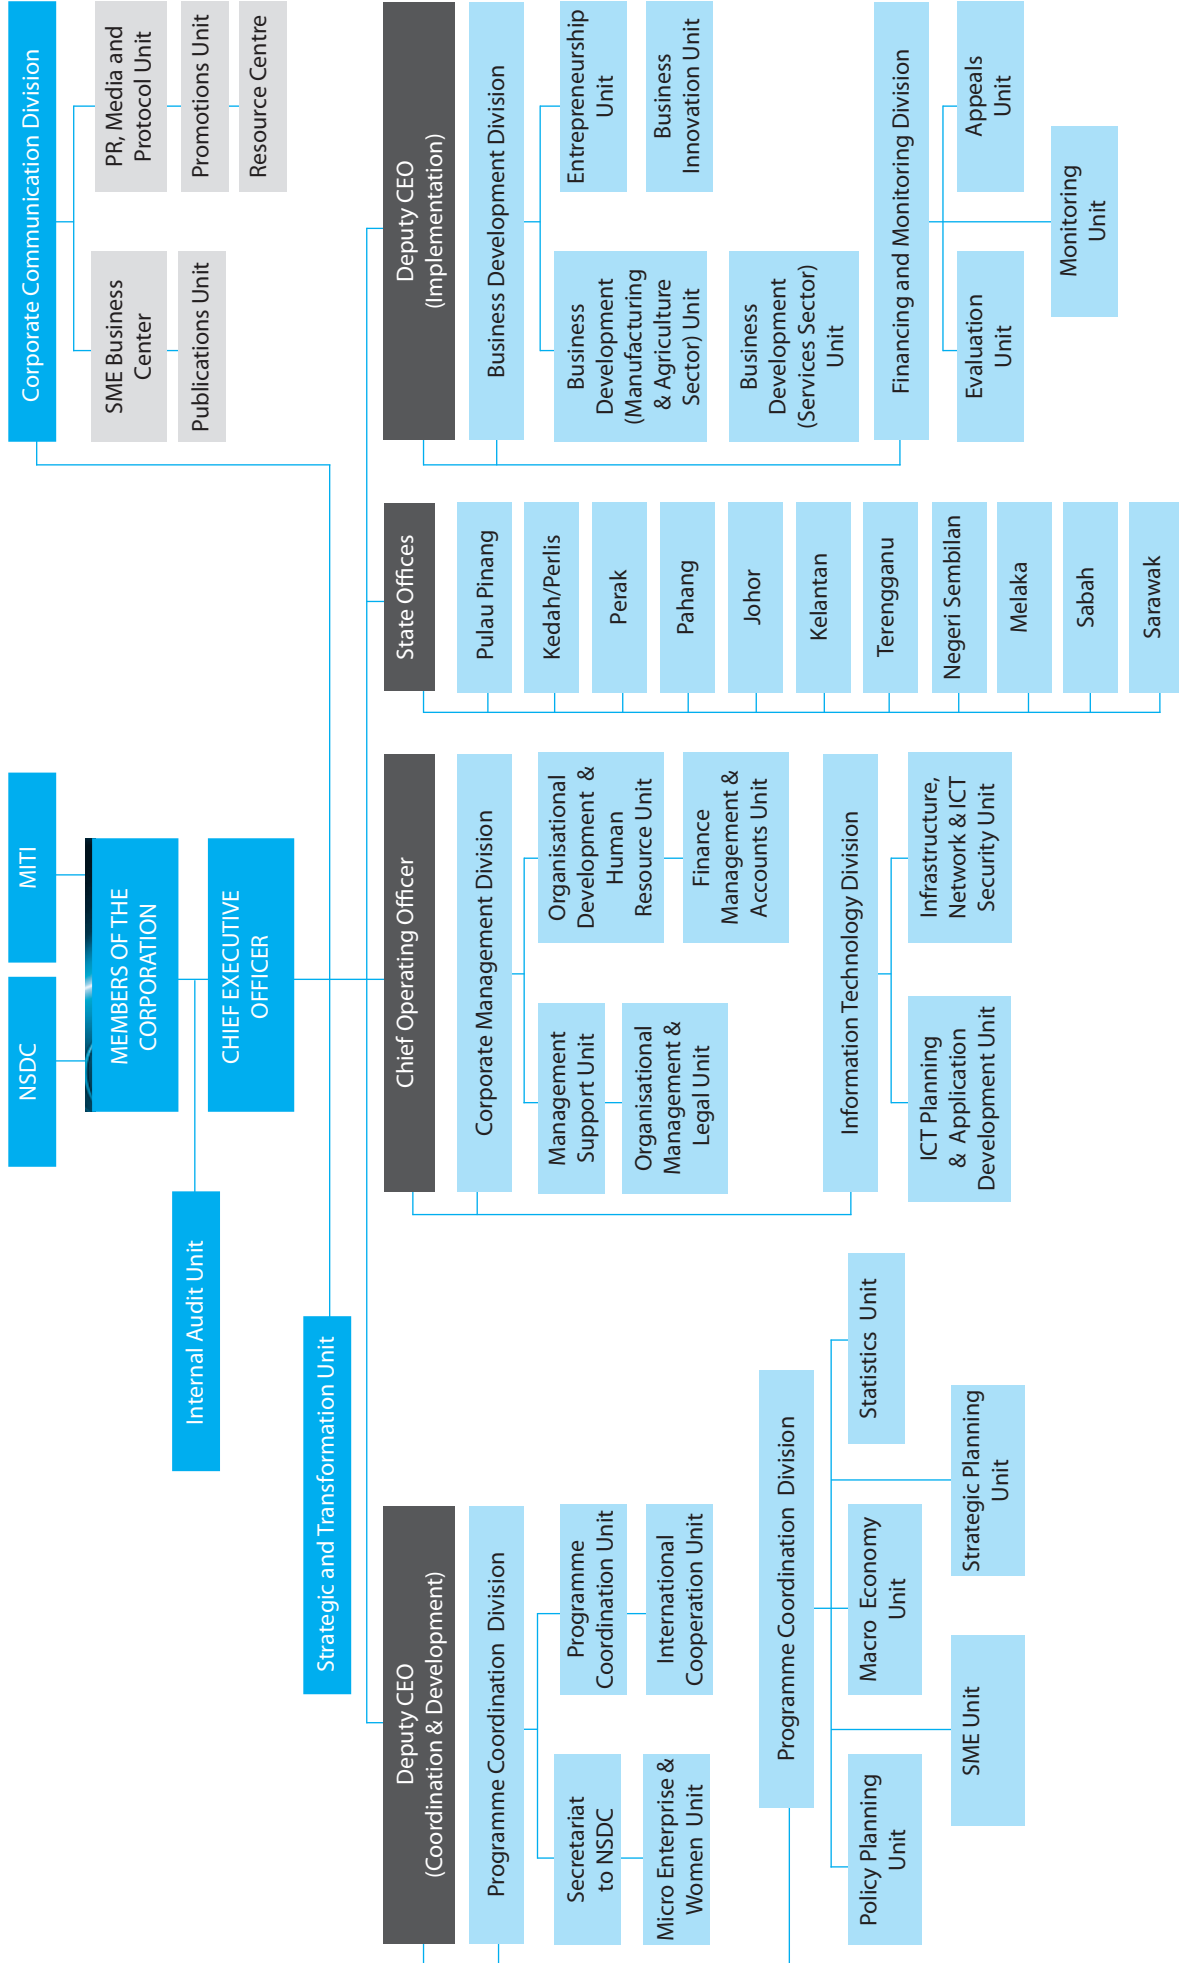 NSDC
MITI
MEMBERS OF THE
CORPORATION
CHIEF EXECUTIVE
OFFICER
Internal Audit Unit
Strategic and Transformation Unit
Corporate Communication Division
SME Business
Center
Publications Unit
PR, Media and
Protocol Unit
Promotions Unit
Resource Centre
Deputy CEO
(Coordination & Development)
Programme Coordination Division
Secretariat
to NSDC
Micro Enterprise &
Women Unit
Programme
Coordination Unit
International
Cooperation Unit
Programme Coordination Division
Policy Planning
Unit
SME Unit
Macro Economy
Unit
Strategic Planning
Unit
Statistics Unit
Chief Operating Officer
Corporate Management Division
Management
Support Unit
Organisational
Management &
Legal Unit
Organisational
Development &
Human
Resource Unit
Finance
Management &
Accounts Unit
Information Technology Division
ICT Planning
& Application
Development Unit
Infrastructure,
Network & ICT
Security Unit
State Offices
Pulau Pinang
Kedah/Perlis
Perak
Pahang
Johor
Kelantan
Terengganu
Negeri Sembilan
Melaka
Sabah
Sarawak
Deputy CEO
(Implementation)
Business Development Division
Business
Development
(Manufacturing
& Agriculture
Sector) Unit
Business
Development
(Services Sector)
Unit
Entrepreneurship
Unit
Business
Innovation Unit
Financing and Monitoring Division
Evaluation
Unit
Monitoring
Unit
Appeals
Unit